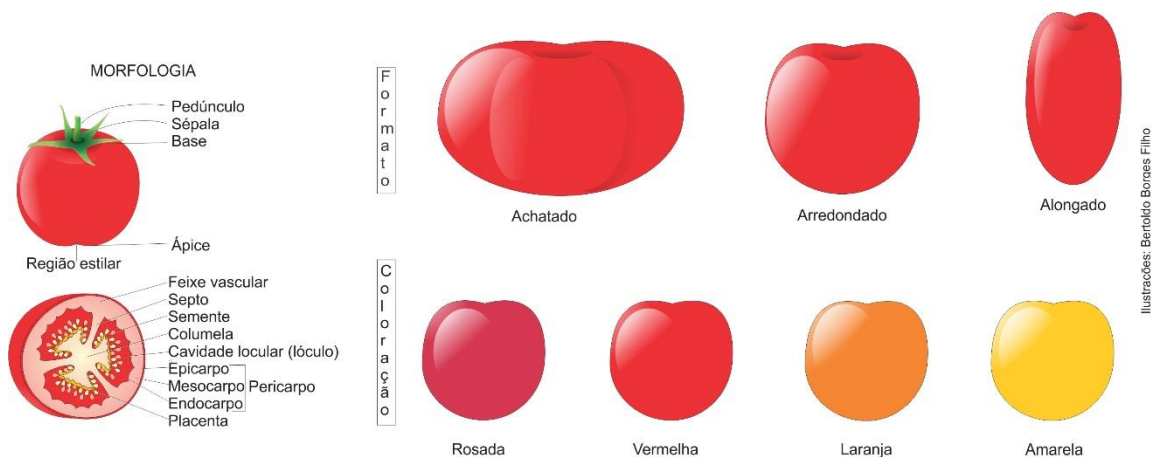 MORFOLOGIA
Pedúnculo
Sépala
Base
Ápice
Região estilar
Feixe vascular
Septo
Semente
Columela
Cavidade locular (lóculo)
Epicarpo
Mesocarpo
Pericarpo
Endocarpo
Placenta
Formato
Achatado
Arredondado
Alongado
Coloração
Rosada
Vermelha
Laranja
Amarela
Ilustrações: Bertoldo Borges Filho